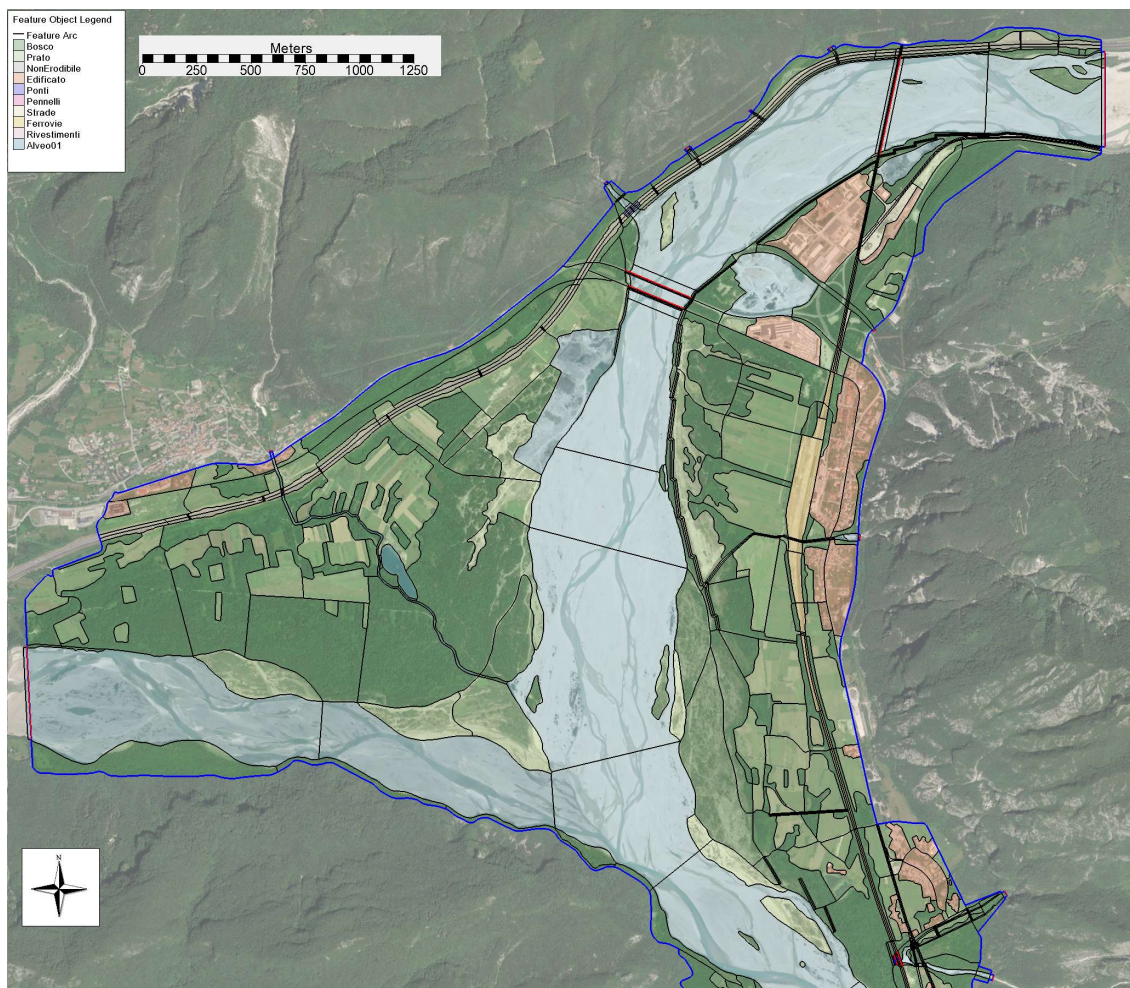 Feature Object Legend
Feature Arc
Bosco
Prato
NonErodibile
Edificato
Ponti
Pennelli
Strade
Ferrovie
Rivestimenti
Alveo01
Meters
0 250 500 750 1000 1250
N